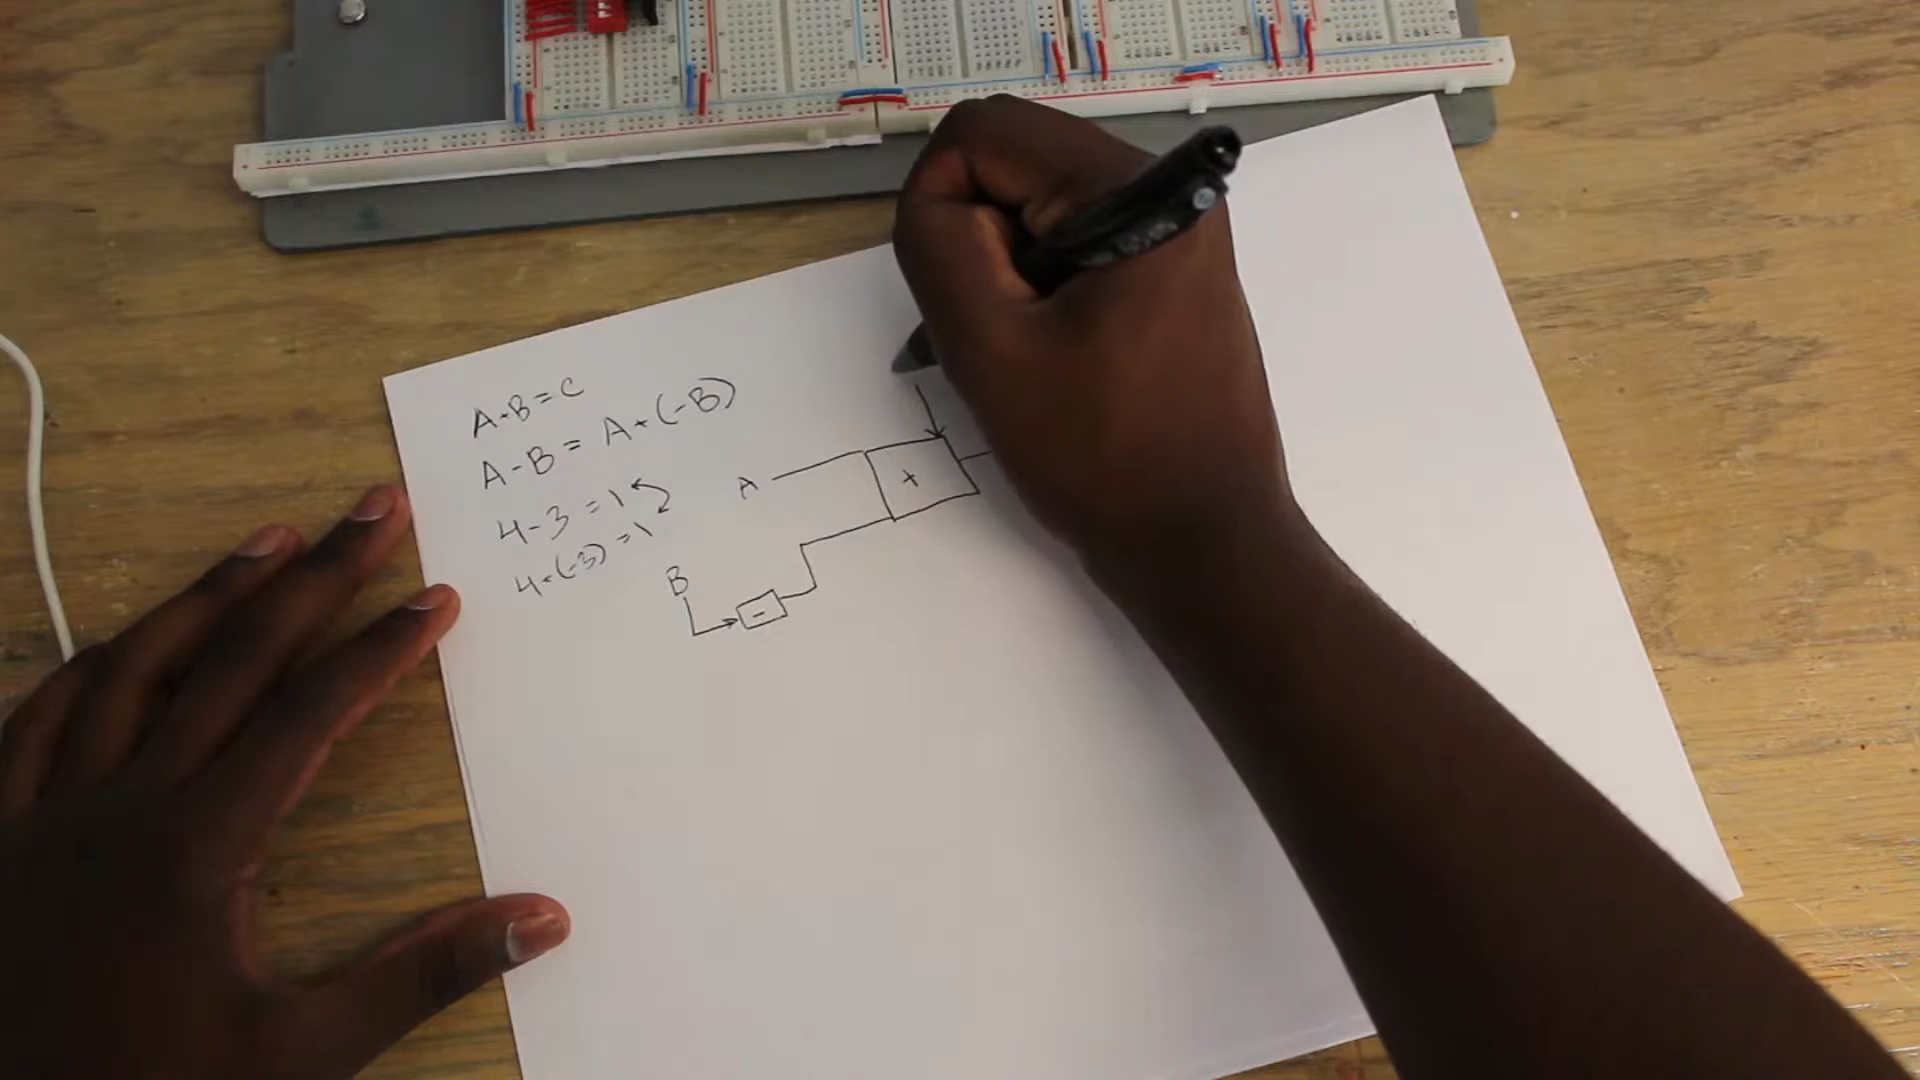 A+B=C
A-B = A+(-B)
4-3=1
4+(-3)=1
A
+
B
-